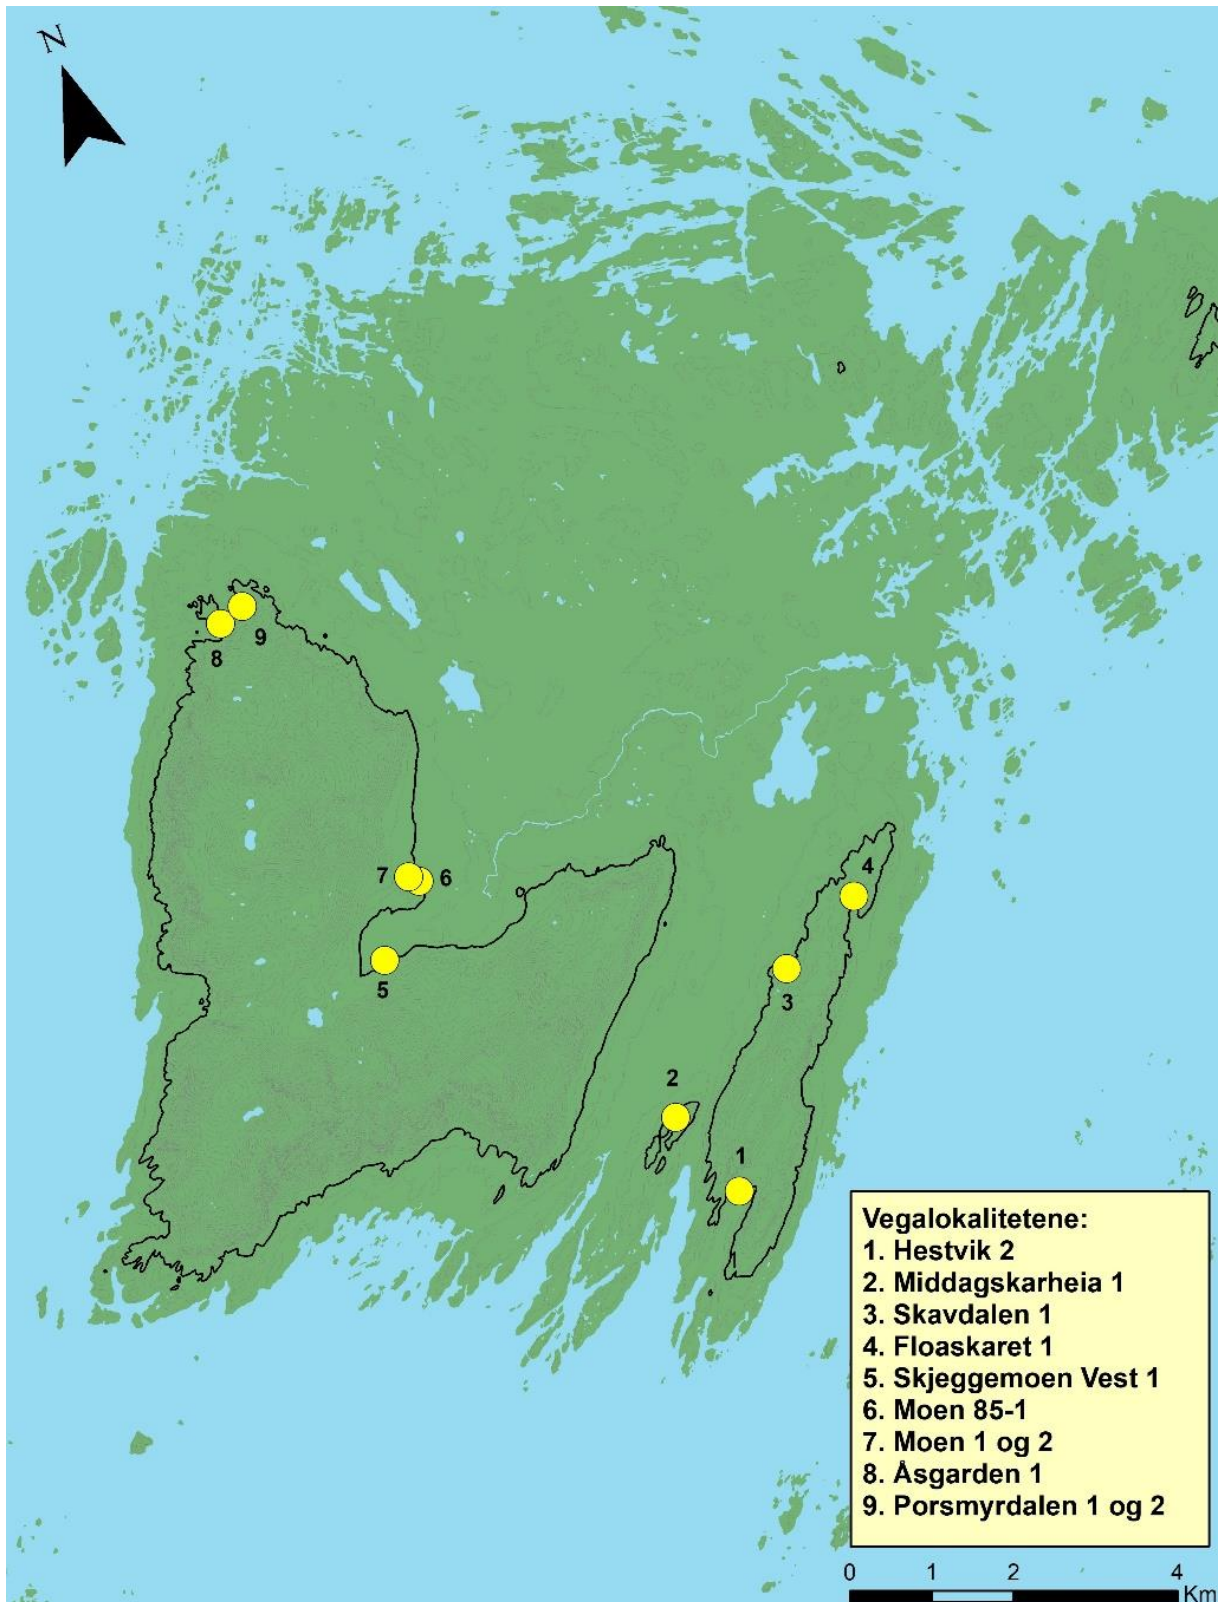 N
9
8
7
6
4
5
3
2
1
Vegalokalitetene:
1. Hestvik 2
2. Middagskarheia 1
3. Skavdalen 1
4. Floaskaret 1
5. Skjeggemoen Vest 1
6. Moen 85-1
7. Moen 1 og 2
8. Åsgarden 1
9. Porsmyrdalen 1 og 2
0 1 2 4
Km